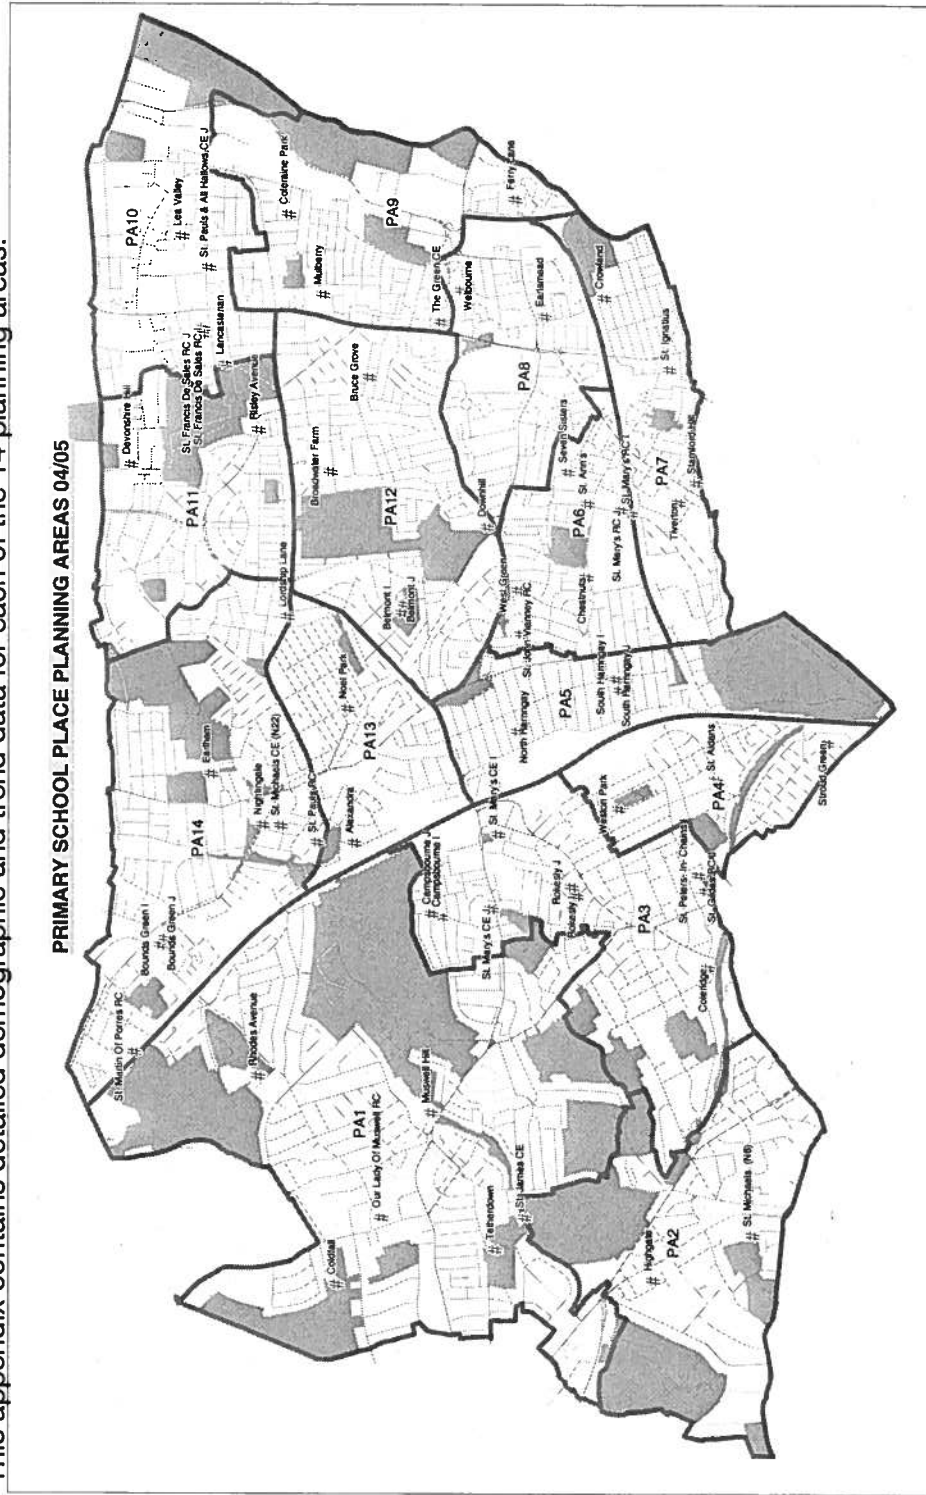 This appendix contains detailed demographic and trend data for each of the 14 planning areas.
PRIMARY SCHOOL PLACE PLANNING AREAS 04/05
St. Martin Of Porres RC
Bounds Green I
Bounds Green J
Rhodes Avenue
PA14
Earlham
Nightingale
St. Michaels CE (N22)
St. Pauls RC
Alexandra
PA13
Noel Park
Lordship Lane
PA11
Devonshire Hill
St. Francis De Sales RC J
St. Francis De Sales RC I
Risley Avenue
Lancasterian
PA10
Lea Valley
St. Pauls & All Hallows CE J
Coleraine Park
Mulberry
PA9
The Green CE
Welbourne
Ferry Lane
Earlsmead
Crowland
Bruce Grove
Broadwater Farm
PA12
Belmont I
Belmont J
Downhill
PA8
Seven Sisters
St. Ann's
PA6
West Green
St. John Vianney RC
Chestnuts
St. Mary's RC J
St. Mary's RC I
PA7
St. Ignatius
Stamford Hill
Tiverton
PA5
North Harringay
South Harringay I
South Harringay J
PA4
Weston Park
St. Aidans
Stroud Green
St. Mary's CE I
Campsbourne J
Campsbourne I
St. Mary's CE J
Rokesly J
Rokesly I
PA3
St. Peters- In- Chains
Coleridge
PA1
Our Lady Of Muswell RC
Muswell Hill
Coldfall
Tetherdown
St. James CE
Highgate
PA2
St. Michaels (N6)